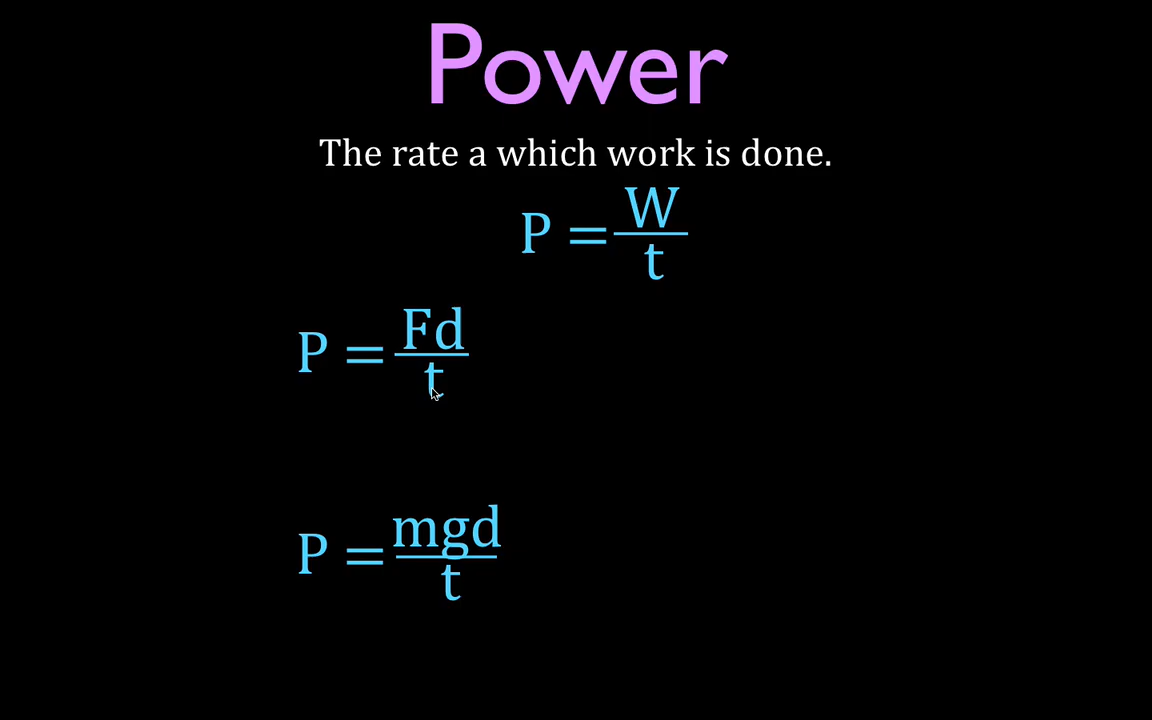 Power
The rate a which work is done.
P = W/t
P = Fd/t
P = mgd/t